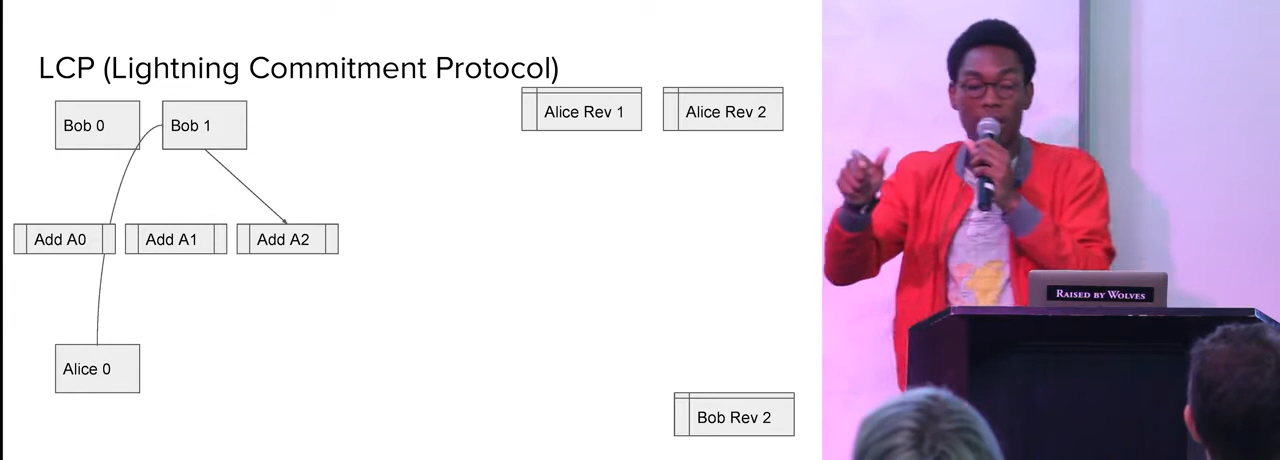 LCP (Lightning Commitment Protocol)
Bob 0
Bob 1
Alice Rev 1
Alice Rev 2
Add A0
Add A1
Add A2
Alice 0
Bob Rev 2
RAISED BY WOLVES